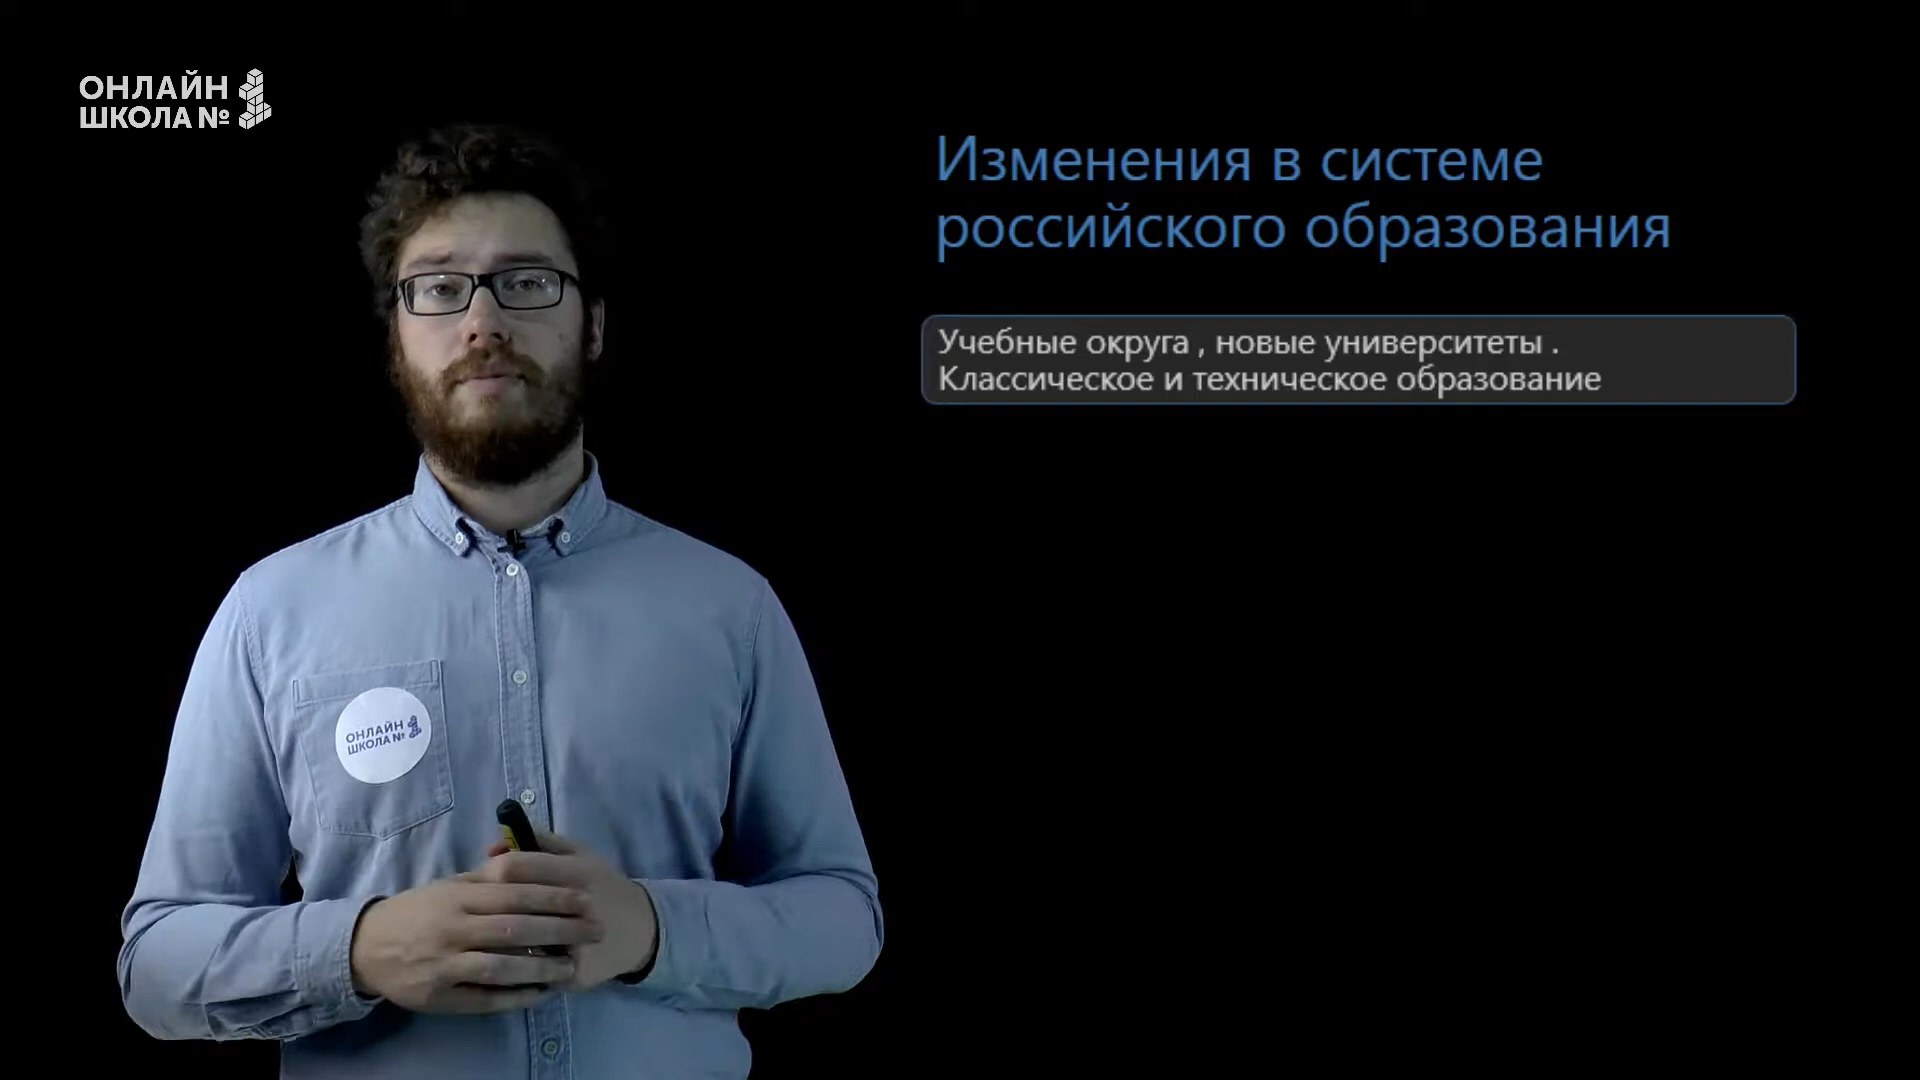 ОНЛАЙН
ШКОЛА №
Изменения в системе
российского образования
Учебные округа , новые университеты .
Классическое и техническое образование
ОНЛАЙН
ШКОЛА №